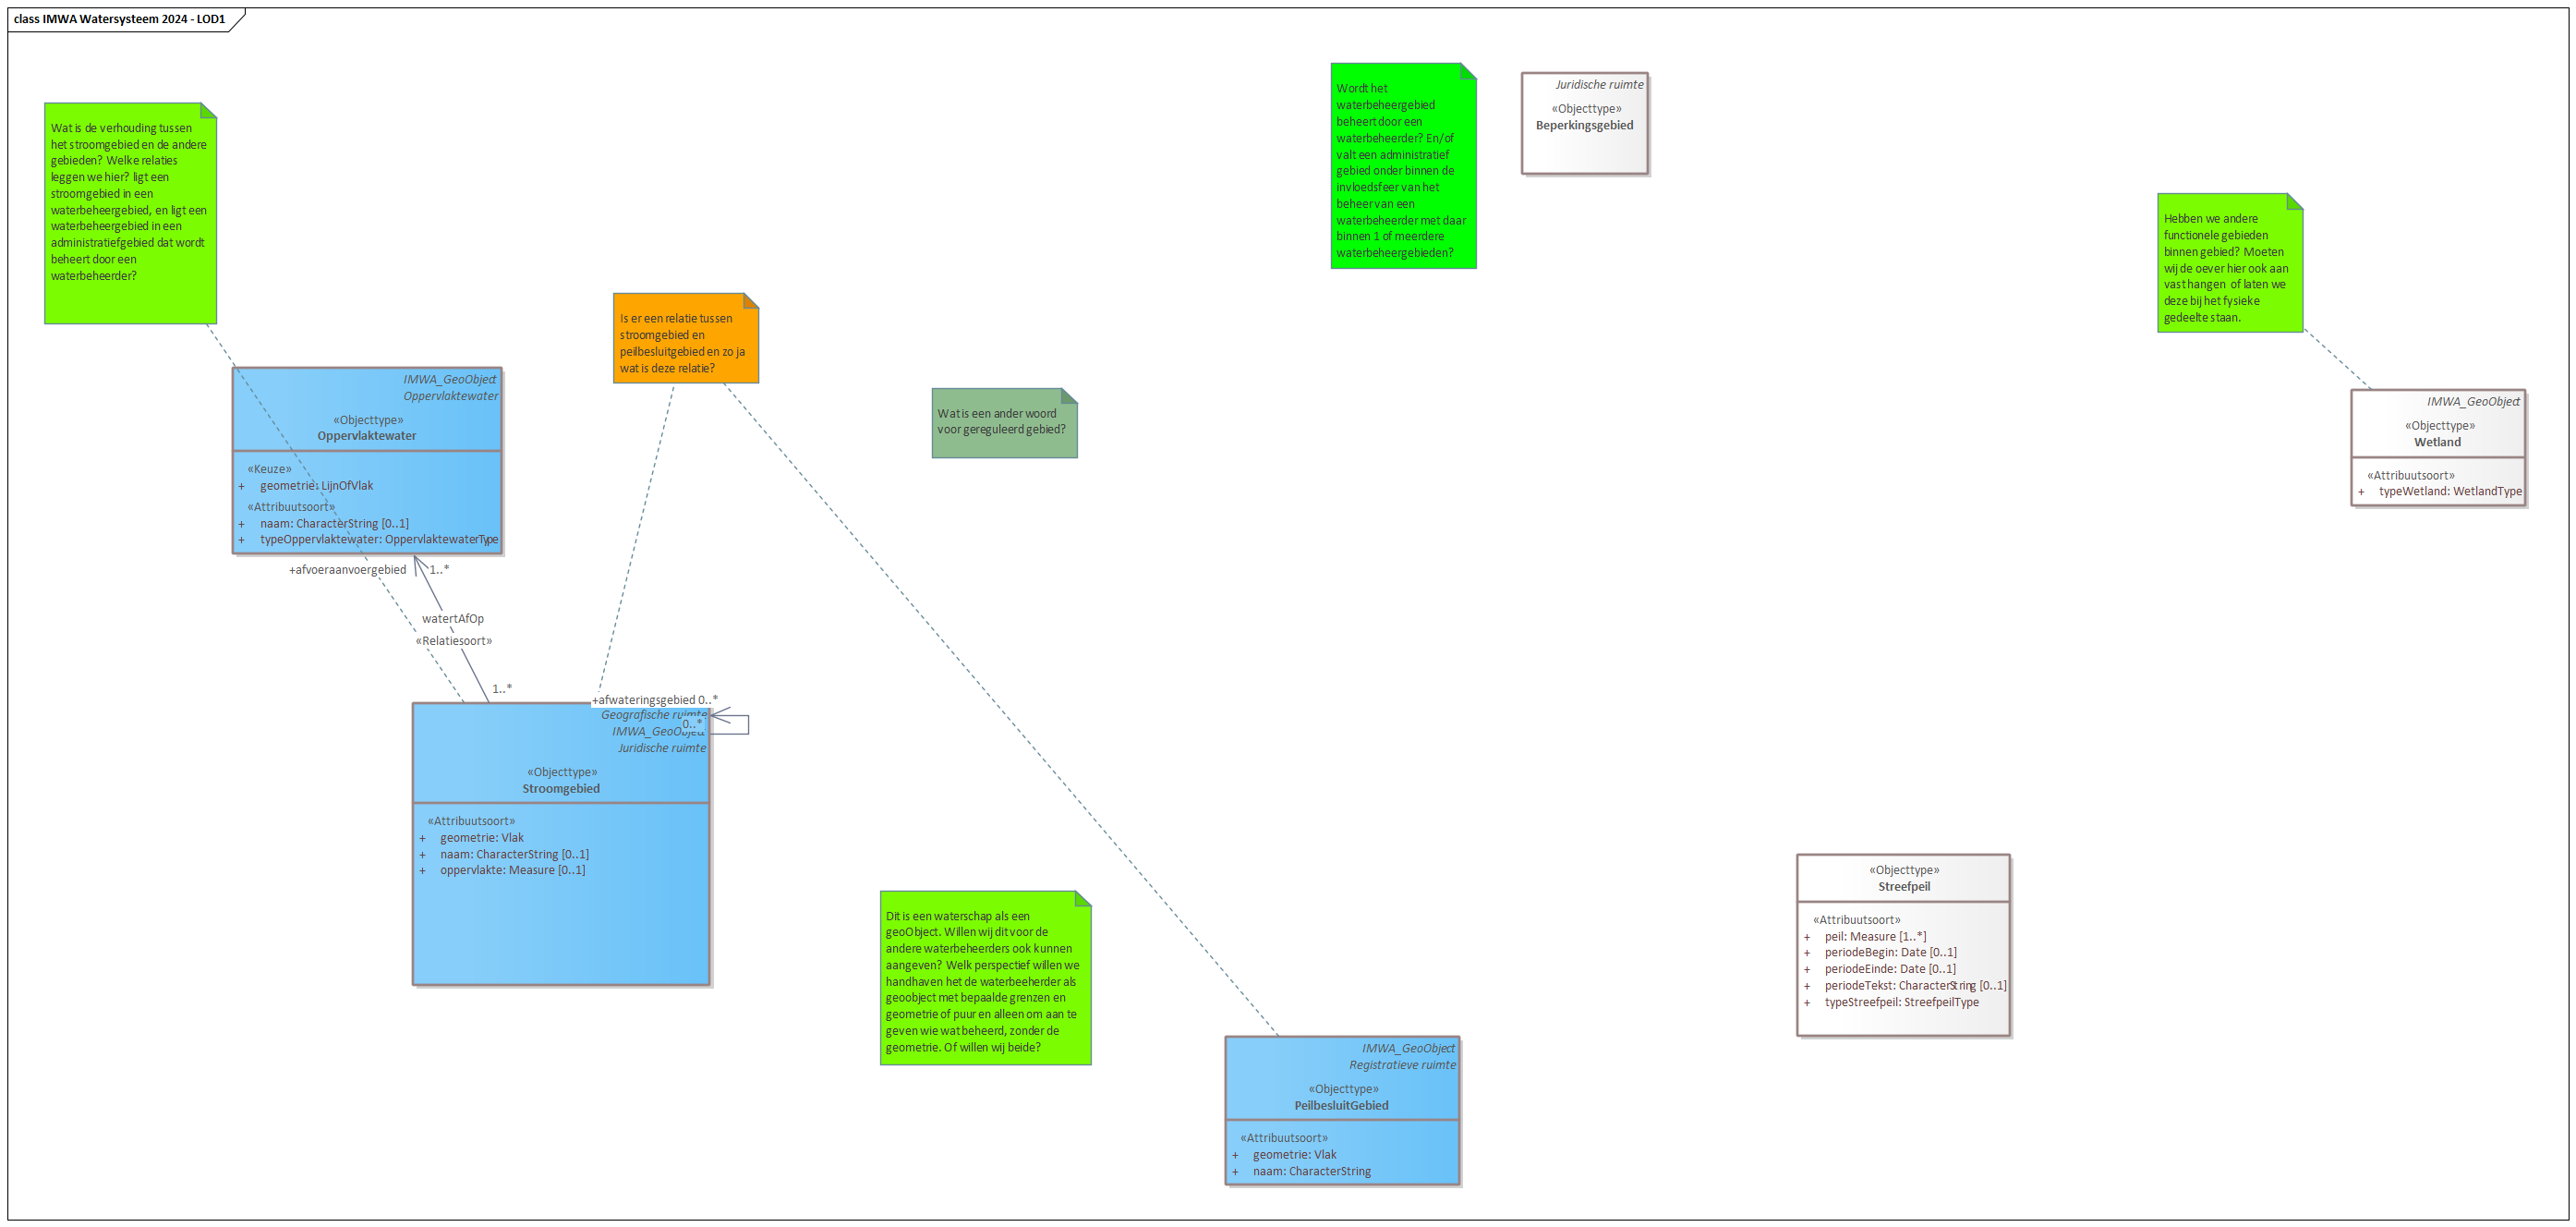 class IMWA Watersysteem 2024 - LOD1
Wat is de verhouding tussen
het stroomgebied en de andere
gebieden? Welke relaties
leggen we hier? ligt een
stroomgebied in een
waterbeheergebied, en ligt een
waterbeheergebied in een
administratiefgebied dat wordt
beheert door een
waterbeheerder?
Wordt het
waterbeheergebied
beheert door een
waterbeheerder? En/of
valt een administratief
gebied onder binnen de
invloedsfeer van het
beheer van een
waterbeheerder met daar
binnen 1 of meerdere
waterbeheergebieden?
Juridische ruimte
«Objecttype»
Beperkingsgebied
Hebben we andere
functionele gebieden
binnen gebied? Moeten
wij de oever hier ook aan
vast hangen of laten we
deze bij het fysieke
gedeelte staan.
Is er een relatie tussen
stroomgebied en
peilbesluitgebied en zo ja
wat is deze relatie?
IMWA_GeoObject
Oppervlaktewater
«Objecttype»
Oppervlaktewater
«Keuze»
+ geometrie: LijnOfVlak
«Attribuutsoort»
+ naam: CharacterString [0..1]
+ typeOppervlaktewater: OppervlaktewaterType
Wat is een ander woord
voor gereguleerd gebied?
IMWA_GeoObject
«Objecttype»
Wetland
«Attribuutsoort»
+ typeWetland: WetlandType
+afvoeraanvoergebied 1..*
watertAfOp
«Relatiesoort»
1..*
+afwateringsgebied 0..*
Geografische ruimte
0..*
IMWA_GeoObject
Juridische ruimte
«Objecttype»
Stroomgebied
«Attribuutsoort»
+ geometrie: Vlak
+ naam: CharacterString [0..1]
+ oppervlakte: Measure [0..1]
Dit is een waterschap als een
geoObject. Willen wij dit voor de
andere waterbeheerders ook kunnen
aangeven? Welk perspectief willen we
handhaven het de waterbeeherder als
geoobject met bepaalde grenzen en
geometrie of puur en alleen om aan te
geven wie wat beheerd, zonder de
geometrie. Of willen wij beide?
«Objecttype»
Streefpeil
«Attribuutsoort»
+ peil: Measure [1..*]
+ periodeBegin: Date [0..1]
+ periodeEinde: Date [0..1]
+ periodeTekst: CharacterString [0..1]
+ typeStreefpeil: StreefpeilType
IMWA_GeoObject
Registratieve ruimte
«Objecttype»
PeilbesluitGebied
«Attribuutsoort»
+ geometrie: Vlak
+ naam: CharacterString